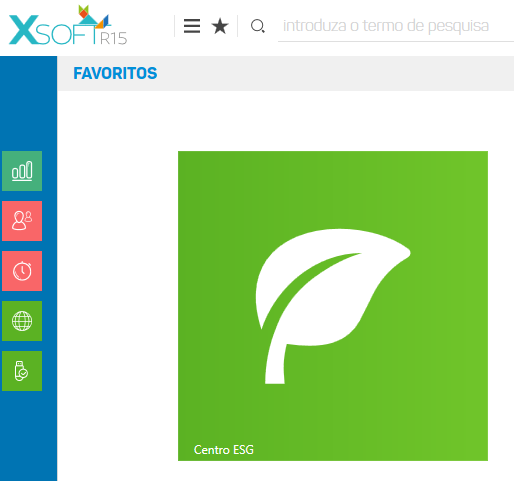 XSOFT R15
introduza o termo de pesquisa
FAVORITOS
Centro ESG